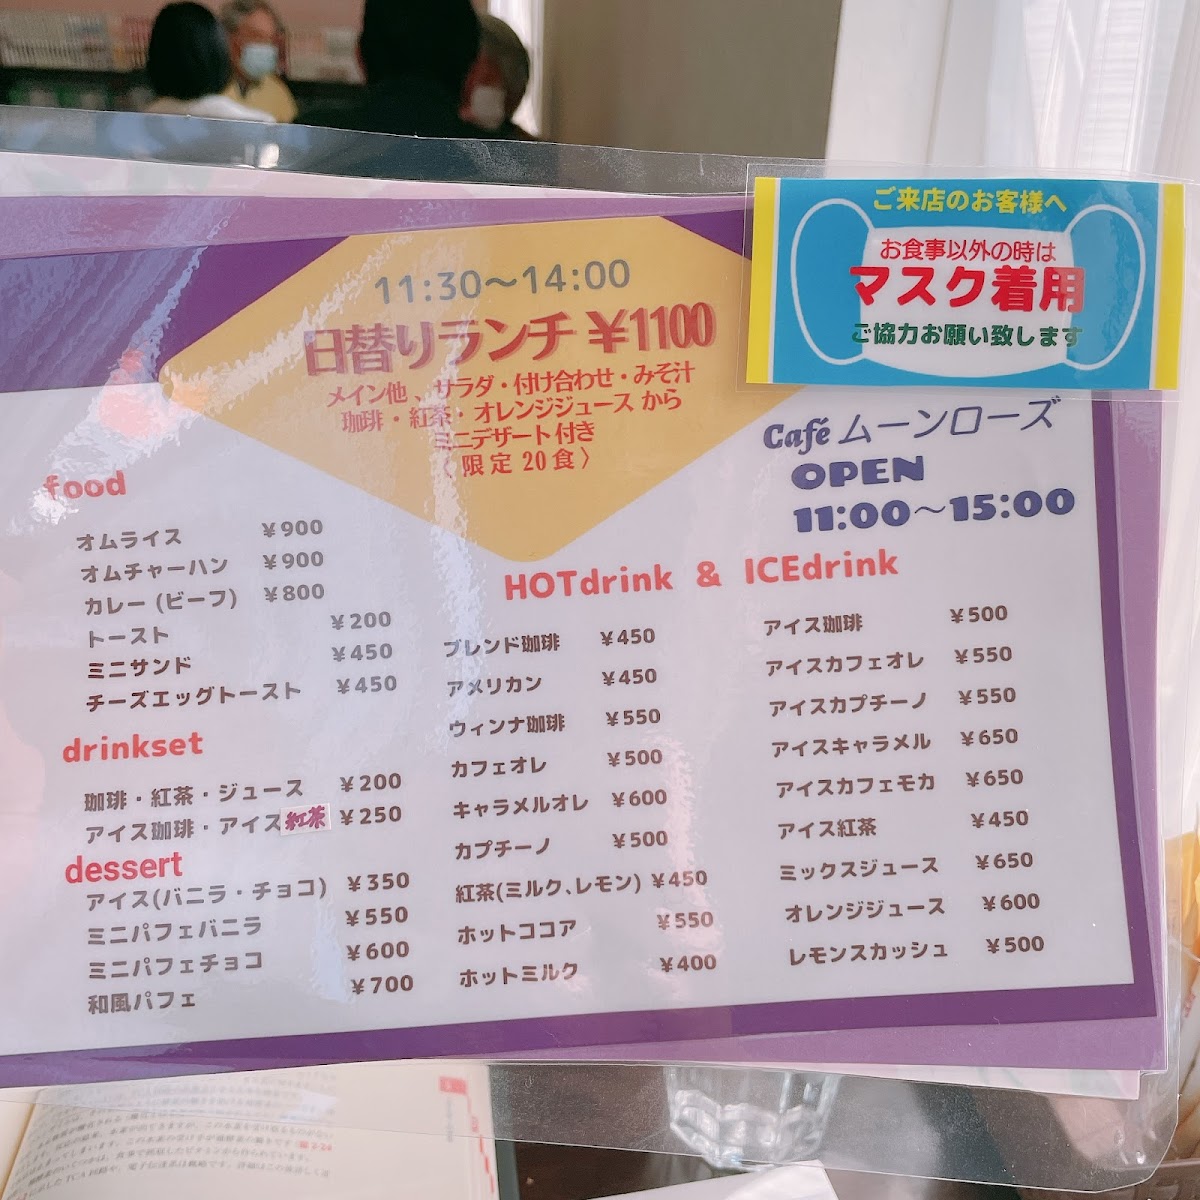 ご来店のお客様へ
お食事以外の時は
マスク着用
ご協力お願い致します
11:30～14:00
日替りランチ ¥1100
メイン他、サラダ・付け合わせ・みそ汁
珈琲・紅茶・オレンジジュース から
ミニデザート付き
〈 限定 20食 〉
Café ムーンローズ
OPEN
11:00～15:00
food
オムライス ¥900
オムチャーハン ¥900
カレー (ビーフ) ¥800
トースト ¥200
ミニサンド ¥450
チーズエッグトースト ¥450
drinkset
珈琲・紅茶・ジュース ¥200
アイス珈琲・アイス紅茶 ¥250
dessert
アイス(バニラ・チョコ) ¥350
ミニパフェバニラ ¥550
ミニパフェチョコ ¥600
和風パフェ ¥700
HOTdrink & ICEdrink
ブレンド珈琲 ¥450
アメリカン ¥450
ウィンナ珈琲 ¥550
カフェオレ ¥500
キャラメルオレ ¥600
カプチーノ ¥500
紅茶(ミルク、レモン) ¥450
ホットココア ¥550
ホットミルク ¥400
アイス珈琲 ¥500
アイスカフェオレ ¥550
アイスカプチーノ ¥550
アイスキャラメル ¥650
アイスカフェモカ ¥650
アイス紅茶 ¥450
ミックスジュース ¥650
オレンジジュース ¥600
レモンスカッシュ ¥500